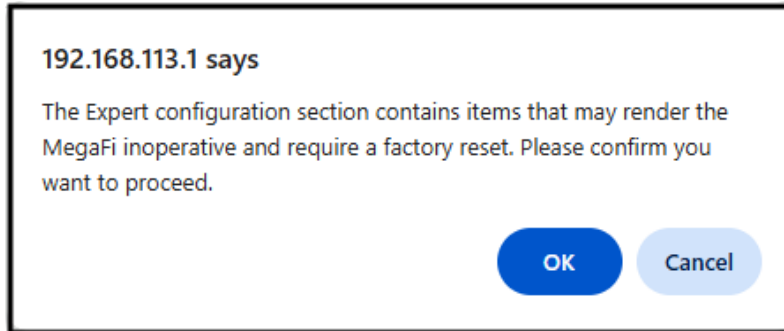 192.168.113.1 says
The Expert configuration section contains items that may render the
MegaFi inoperative and require a factory reset. Please confirm you
want to proceed.
OK
Cancel